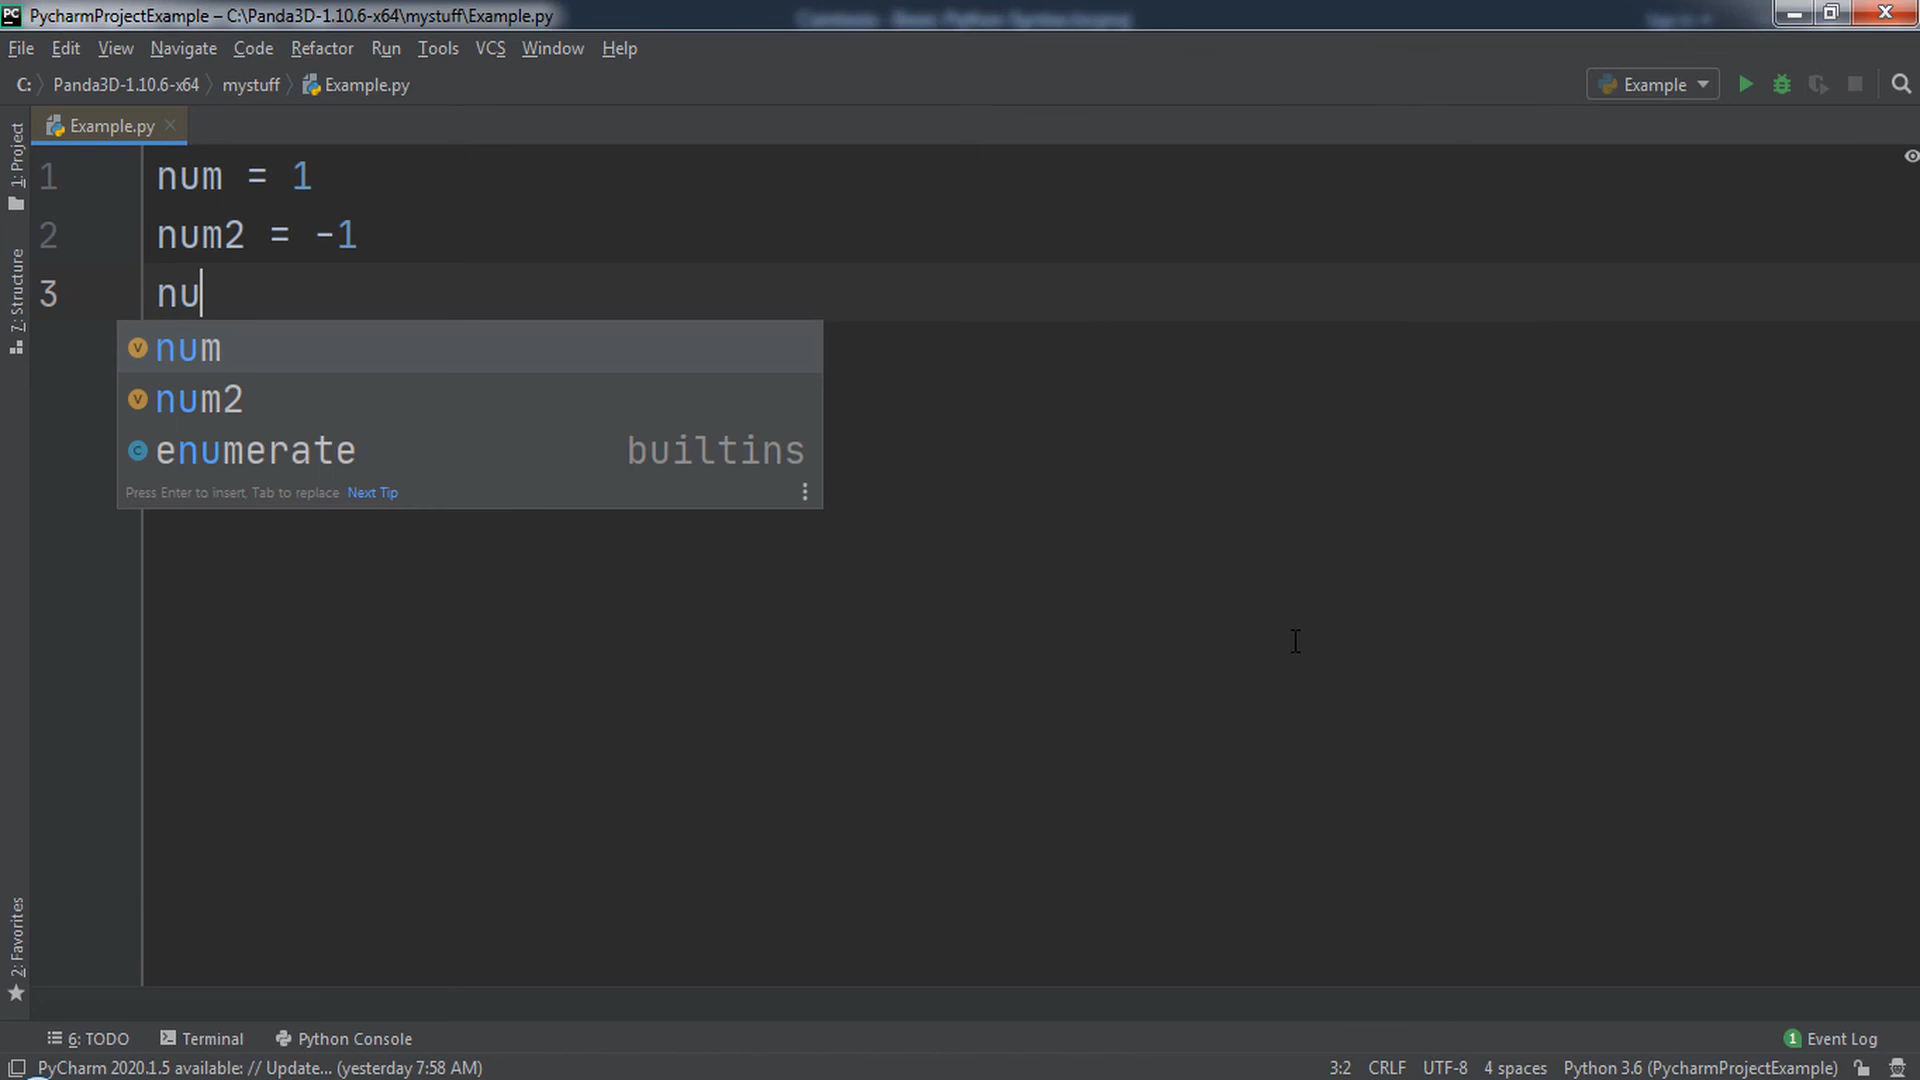 PC PycharmProjectExample – C:\Panda3D-1.10.6-x64\mystuff\Example.py
File Edit View Navigate Code Refactor Run Tools VCS Window Help
C: Panda3D-1.10.6-x64 mystuff Example.py Example
Example.py
1: Project
7: Structure
2: Favorites
1 num = 1
2 num2 = -1
3 nu
V num
V num2
C enumerate builtins
Press Enter to insert, Tab to replace Next Tip
6: TODO Terminal Python Console 1 Event Log
PyCharm 2020.1.5 available: // Update... (yesterday 7:58 AM) 3:2 CRLF UTF-8 4 spaces Python 3.6 (PycharmProjectExample)